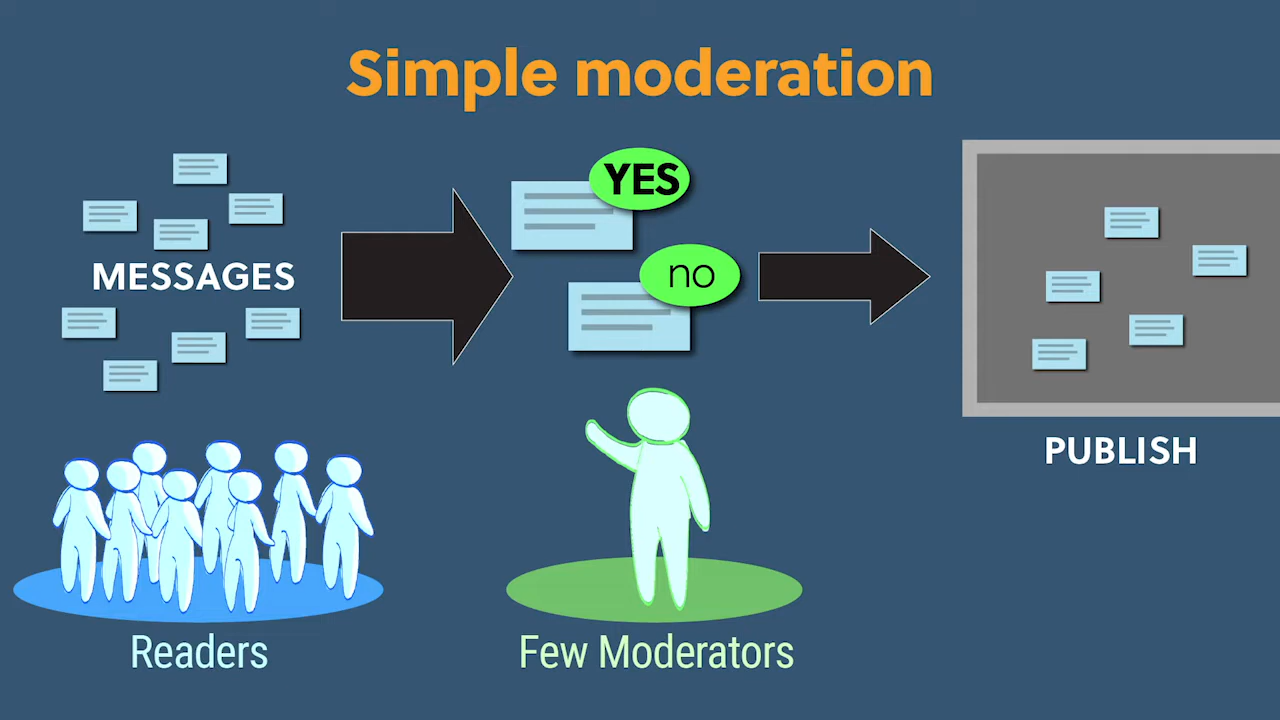 Simple moderation
MESSAGES
YES
no
PUBLISH
Readers
Few Moderators